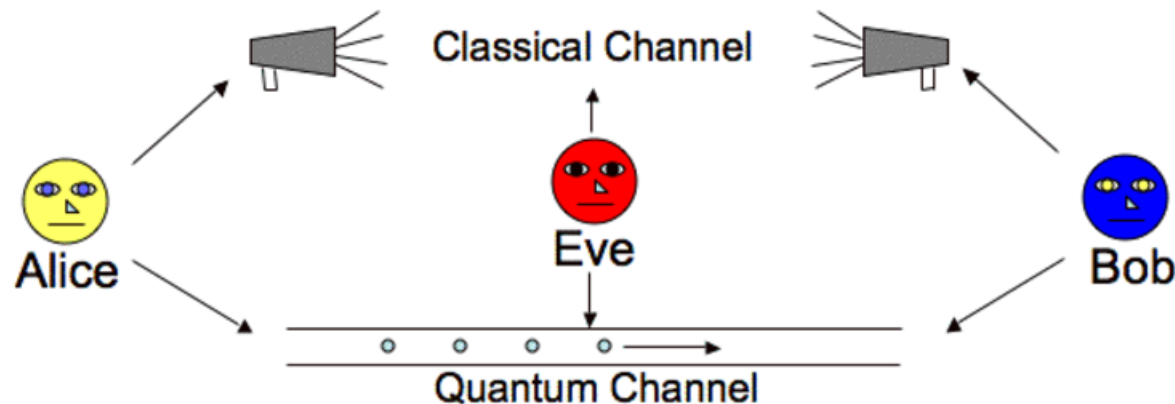 Classical Channel
Alice
Eve
Bob
Quantum Channel